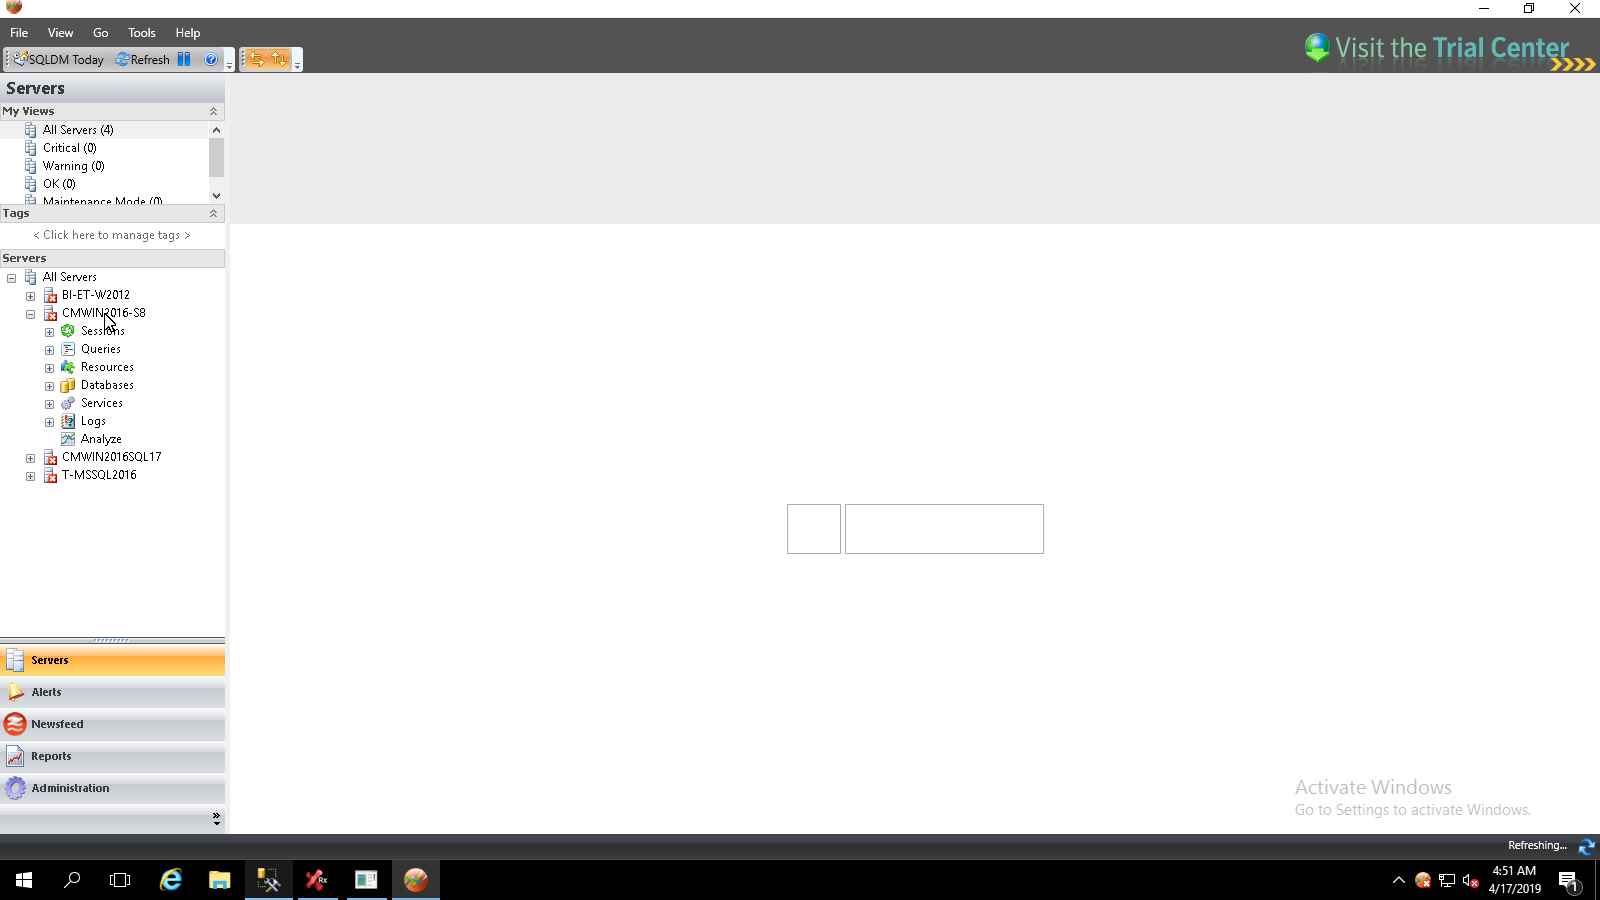 File View Go Tools Help
SQLDM Today Refresh
Visit the Trial Center
Servers
My Views
All Servers (4)
Critical (0)
Warning (0)
OK (0)
Maintenance Mode (0)
Tags
< Click here to manage tags >
Servers
All Servers
BI-ET-W2012
CMWIN2016-S8
Sessions
Queries
Resources
Databases
Services
Logs
Analyze
CMWIN2016SQL17
T-MSSQL2016
Servers
Alerts
Newsfeed
Reports
Administration
Activate Windows
Go to Settings to activate Windows.
Refreshing...
4:51 AM
4/17/2019
1